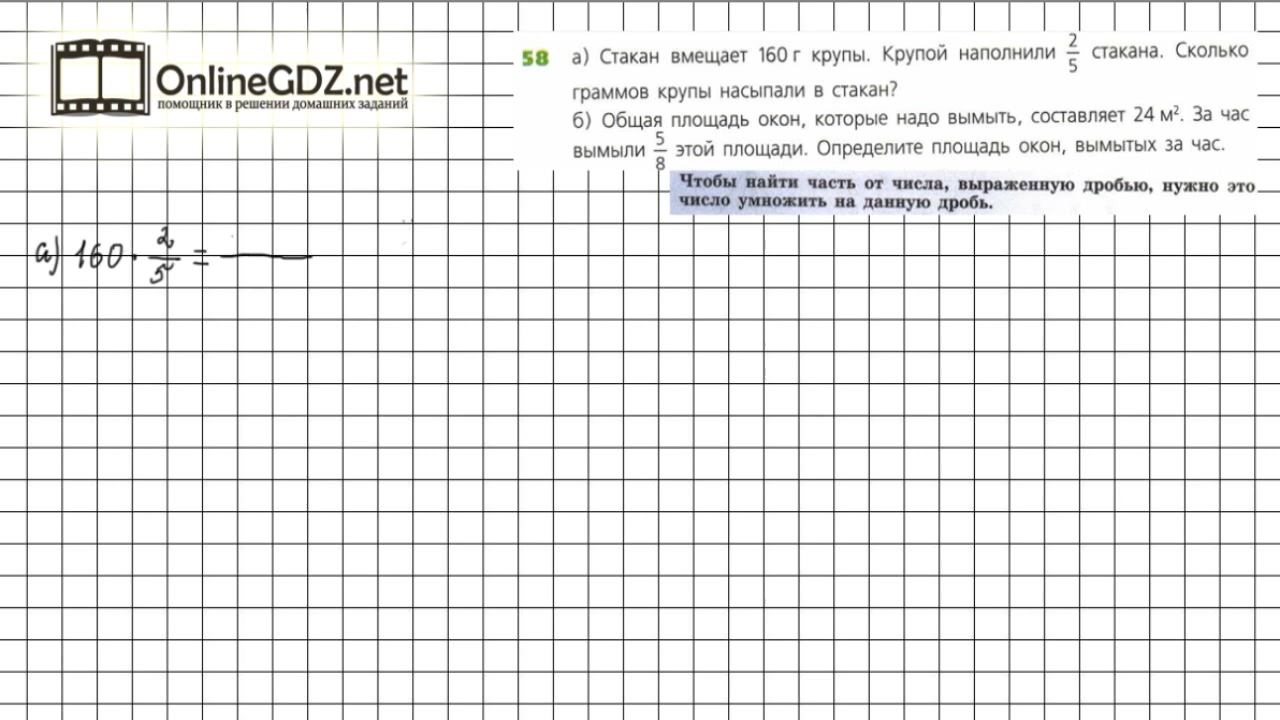 OnlineGDZ.net
помощник в решении домашних заданий
58 а) Стакан вмещает 160 г крупы. Крупой наполнили 2/5 стакана. Сколько
граммов крупы насыпали в стакан?
б) Общая площадь окон, которые надо вымыть, составляет 24 м². За час
вымыли 5/8 этой площади. Определите площадь окон, вымытых за час.
Чтобы найти часть от числа, выраженную дробью, нужно это
число умножить на данную дробь.
а) 160 · 2/5 =